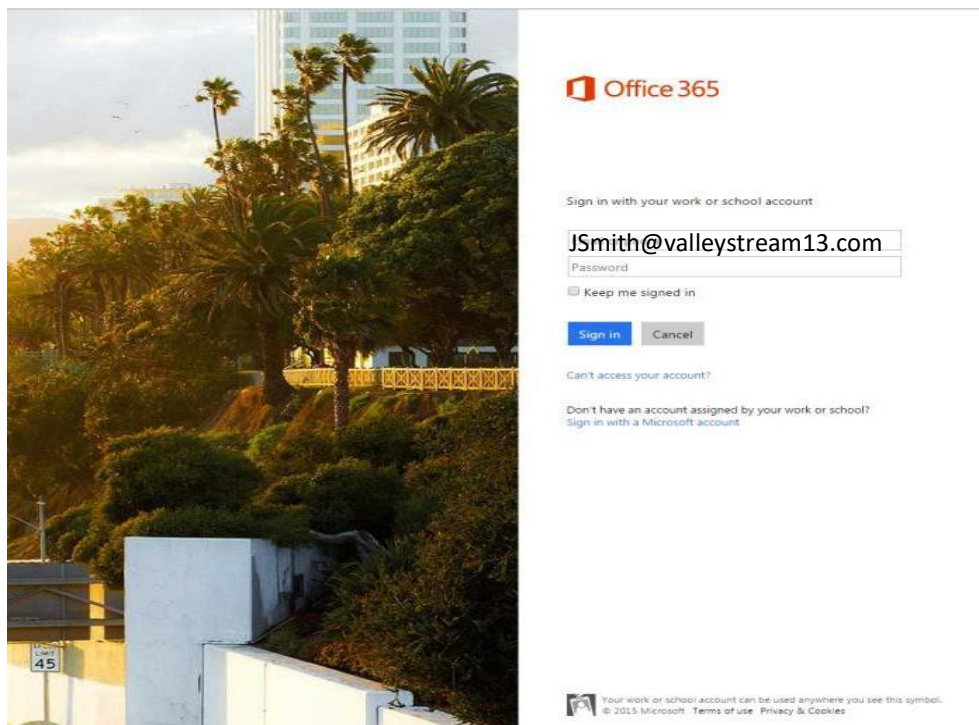 Office 365
Sign in with your work or school account
JSmith@valleystream13.com
Password
Keep me signed in
Sign in
Cancel
Can't access your account?
Don't have an account assigned by your work or school?
Sign in with a Microsoft account
LIMIT
45
Your work or school account can be used anywhere you see this symbol.
© 2015 Microsoft Terms of use Privacy & Cookies